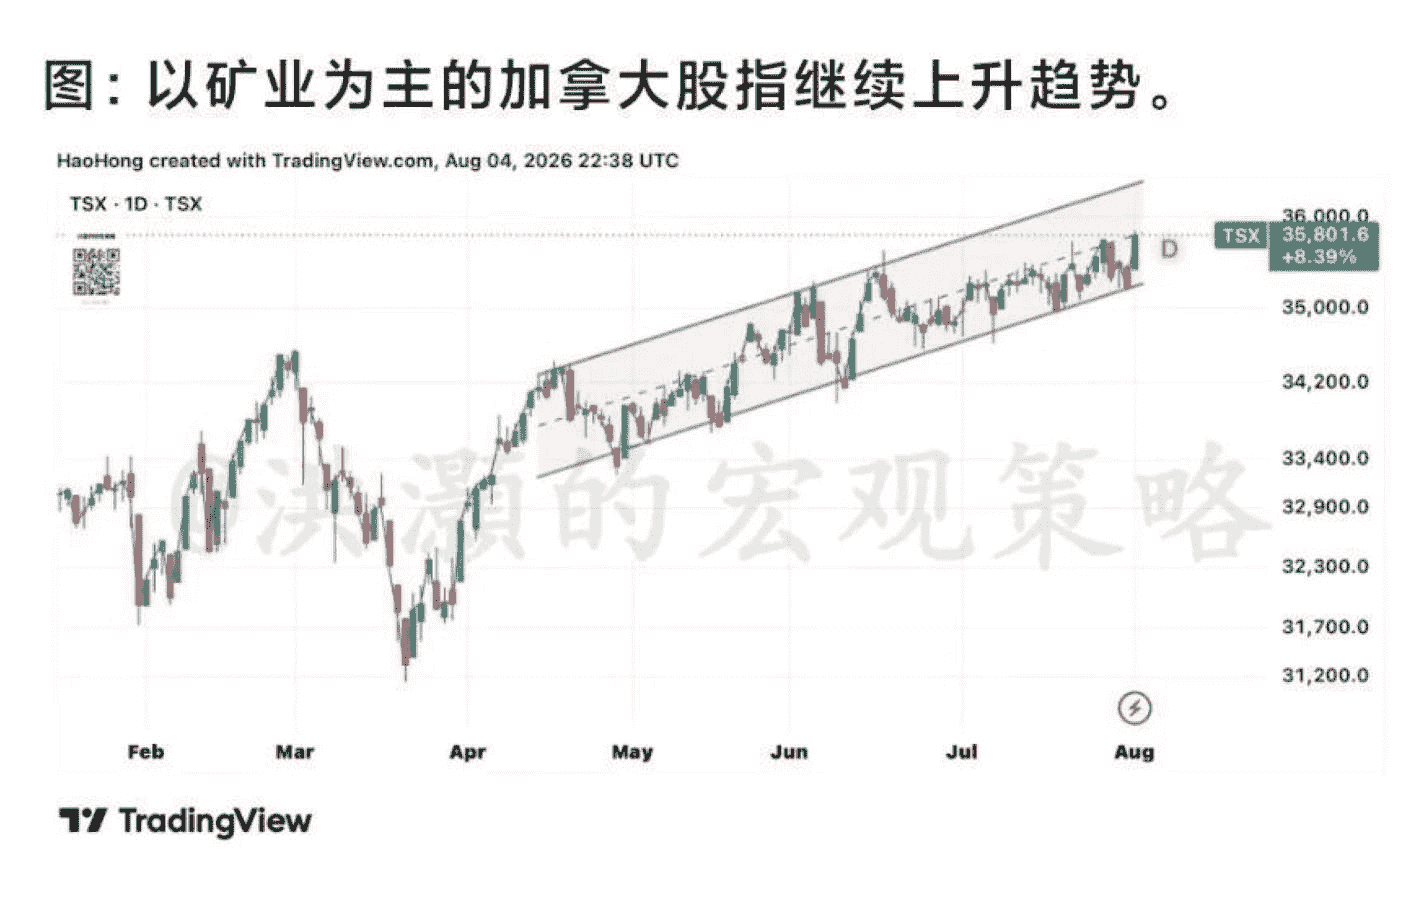 图：以矿业为主的加拿大股指继续上升趋势。
HaoHong created with TradingView.com, Aug 04, 2026 22:38 UTC
TSX · 1D · TSX
36,000.0
TSX 35,801.6
+8.39%
D
35,000.0
34,200.0
33,400.0
@洪灏的宏观策略
32,900.0
32,300.0
31,700.0
31,200.0
Feb Mar Apr May Jun Jul Aug
TradingView